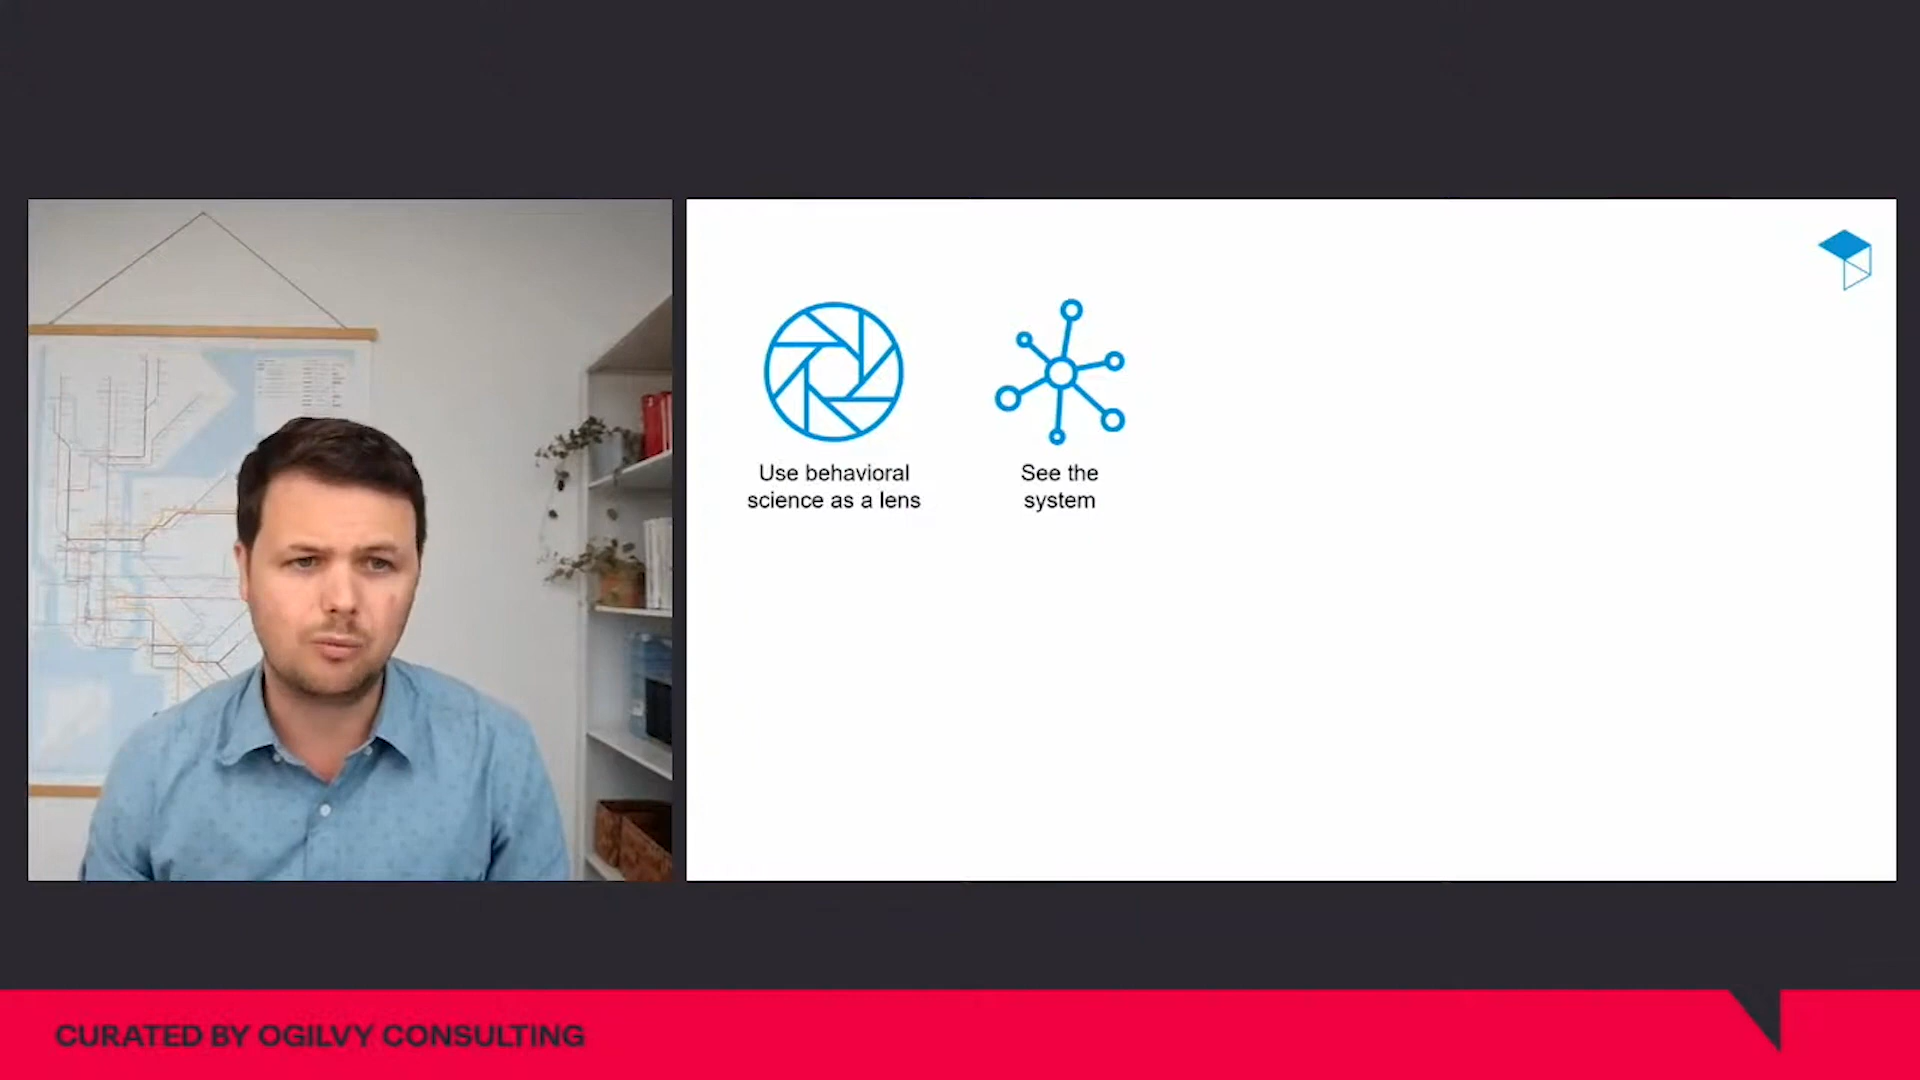 Use behavioral
science as a lens
See the
system
CURATED BY OGILVY CONSULTING